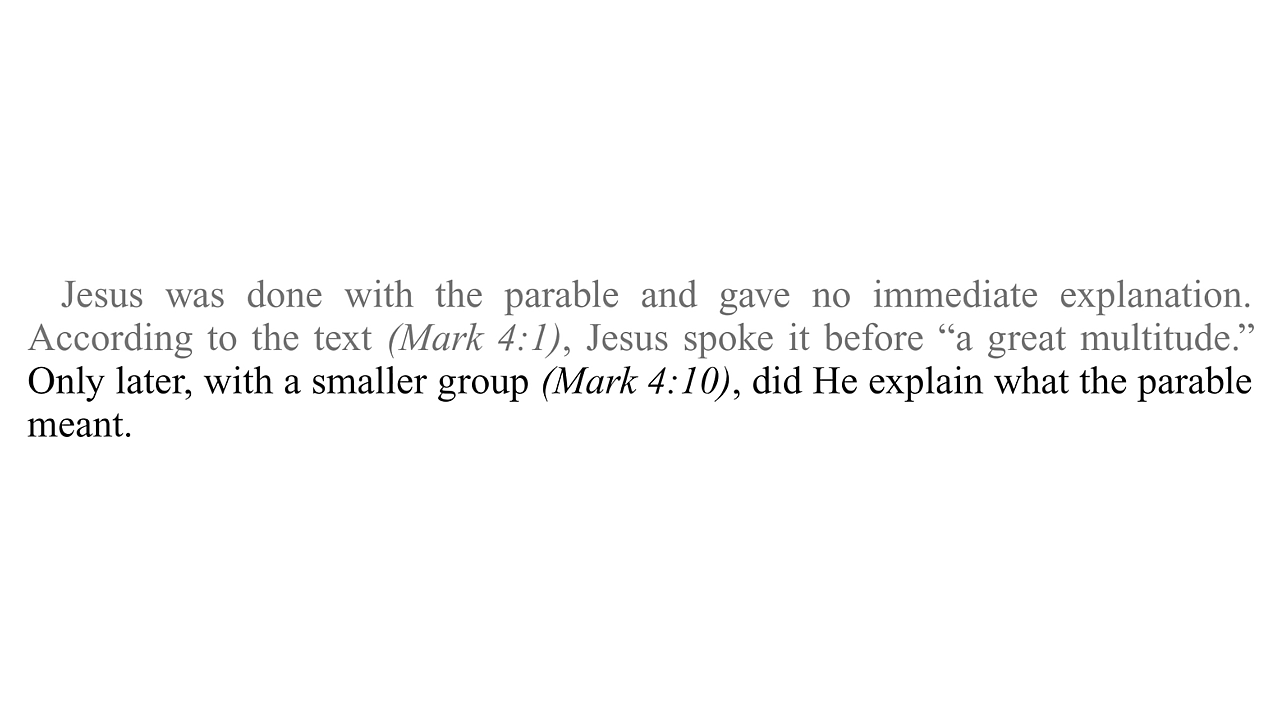 Jesus was done with the parable and gave no immediate explanation.
According to the text (Mark 4:1), Jesus spoke it before “a great multitude.”
Only later, with a smaller group (Mark 4:10), did He explain what the parable
meant.